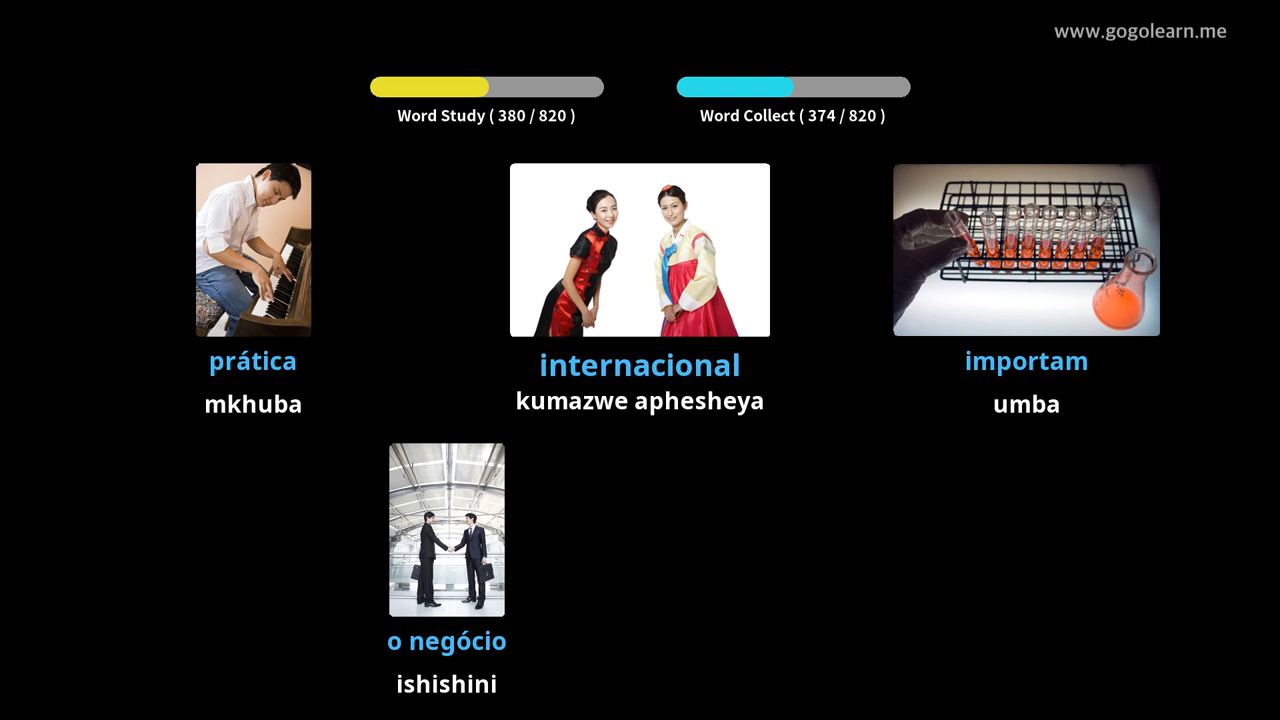 www.gogolearn.me
Word Study ( 380 / 820 )
Word Collect ( 374 / 820 )
prática
mkhuba
internacional
kumazwe aphesheya
importam
umba
o negócio
ishishini